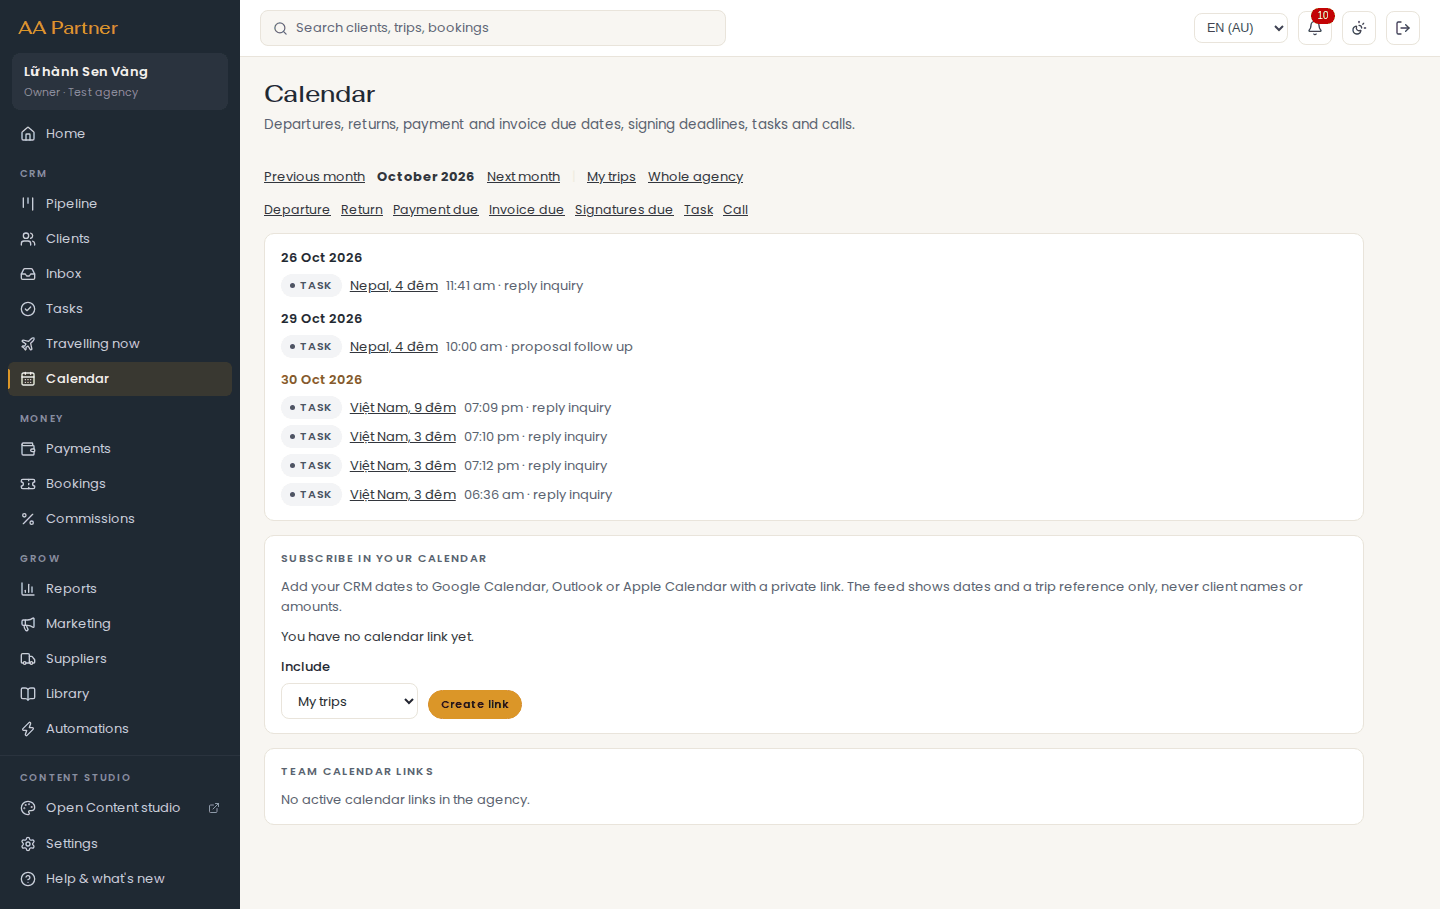 AA Partner
Lữ hành Sen Vàng
Owner · Test agency
Home
CRM
Pipeline
Clients
Inbox
Tasks
Travelling now
Calendar
MONEY
Payments
Bookings
Commissions
GROW
Reports
Marketing
Suppliers
Library
Automations
CONTENT STUDIO
Open Content studio
Settings
Help & what's new
Search clients, trips, bookings
EN (AU)
10
Calendar
Departures, returns, payment and invoice due dates, signing deadlines, tasks and calls.
Previous month October 2026 Next month My trips Whole agency
Departure Return Payment due Invoice due Signatures due Task Call
26 Oct 2026
TASK Nepal, 4 đêm 11:41 am · reply inquiry
29 Oct 2026
TASK Nepal, 4 đêm 10:00 am · proposal follow up
30 Oct 2026
TASK Việt Nam, 9 đêm 07:09 pm · reply inquiry
TASK Việt Nam, 3 đêm 07:10 pm · reply inquiry
TASK Việt Nam, 3 đêm 07:12 pm · reply inquiry
TASK Việt Nam, 3 đêm 06:36 am · reply inquiry
SUBSCRIBE IN YOUR CALENDAR
Add your CRM dates to Google Calendar, Outlook or Apple Calendar with a private link. The feed shows dates and a trip reference only, never client names or
amounts.
You have no calendar link yet.
Include
My trips Create link
TEAM CALENDAR LINKS
No active calendar links in the agency.